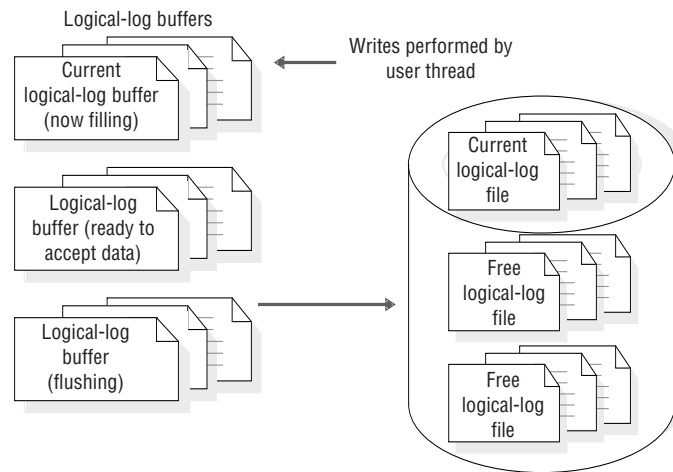 Logical-log buffers
Writes performed by
user thread
Current
logical-log buffer
(now filling)
Logical-log
buffer (ready to
accept data)
Logical-log
buffer
(flushing)
Current
logical-log
file
Free
logical-log
file
Free
logical-log
file